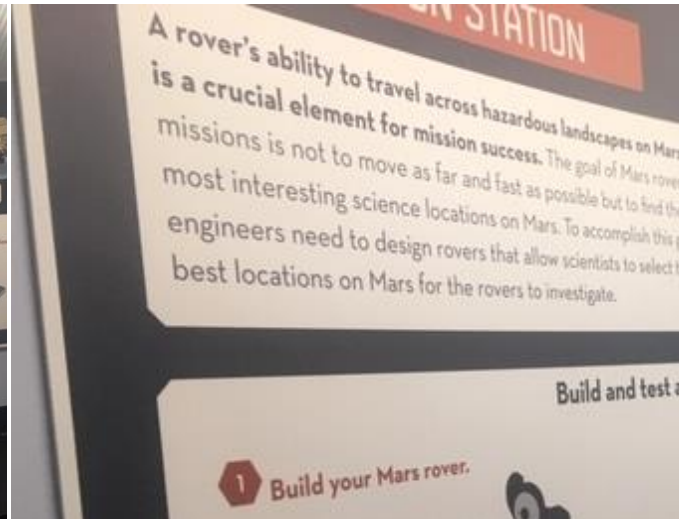 STATION
A rover's ability to travel across hazardous landscapes on Mars
is a crucial element for mission success. The goal of Mars rover
missions is not to move as far and fast as possible but to find the
most interesting science locations on Mars. To accomplish this
engineers need to design rovers that allow scientists to select
best locations on Mars for the rovers to investigate.
Build and test a
1 Build your Mars rover.